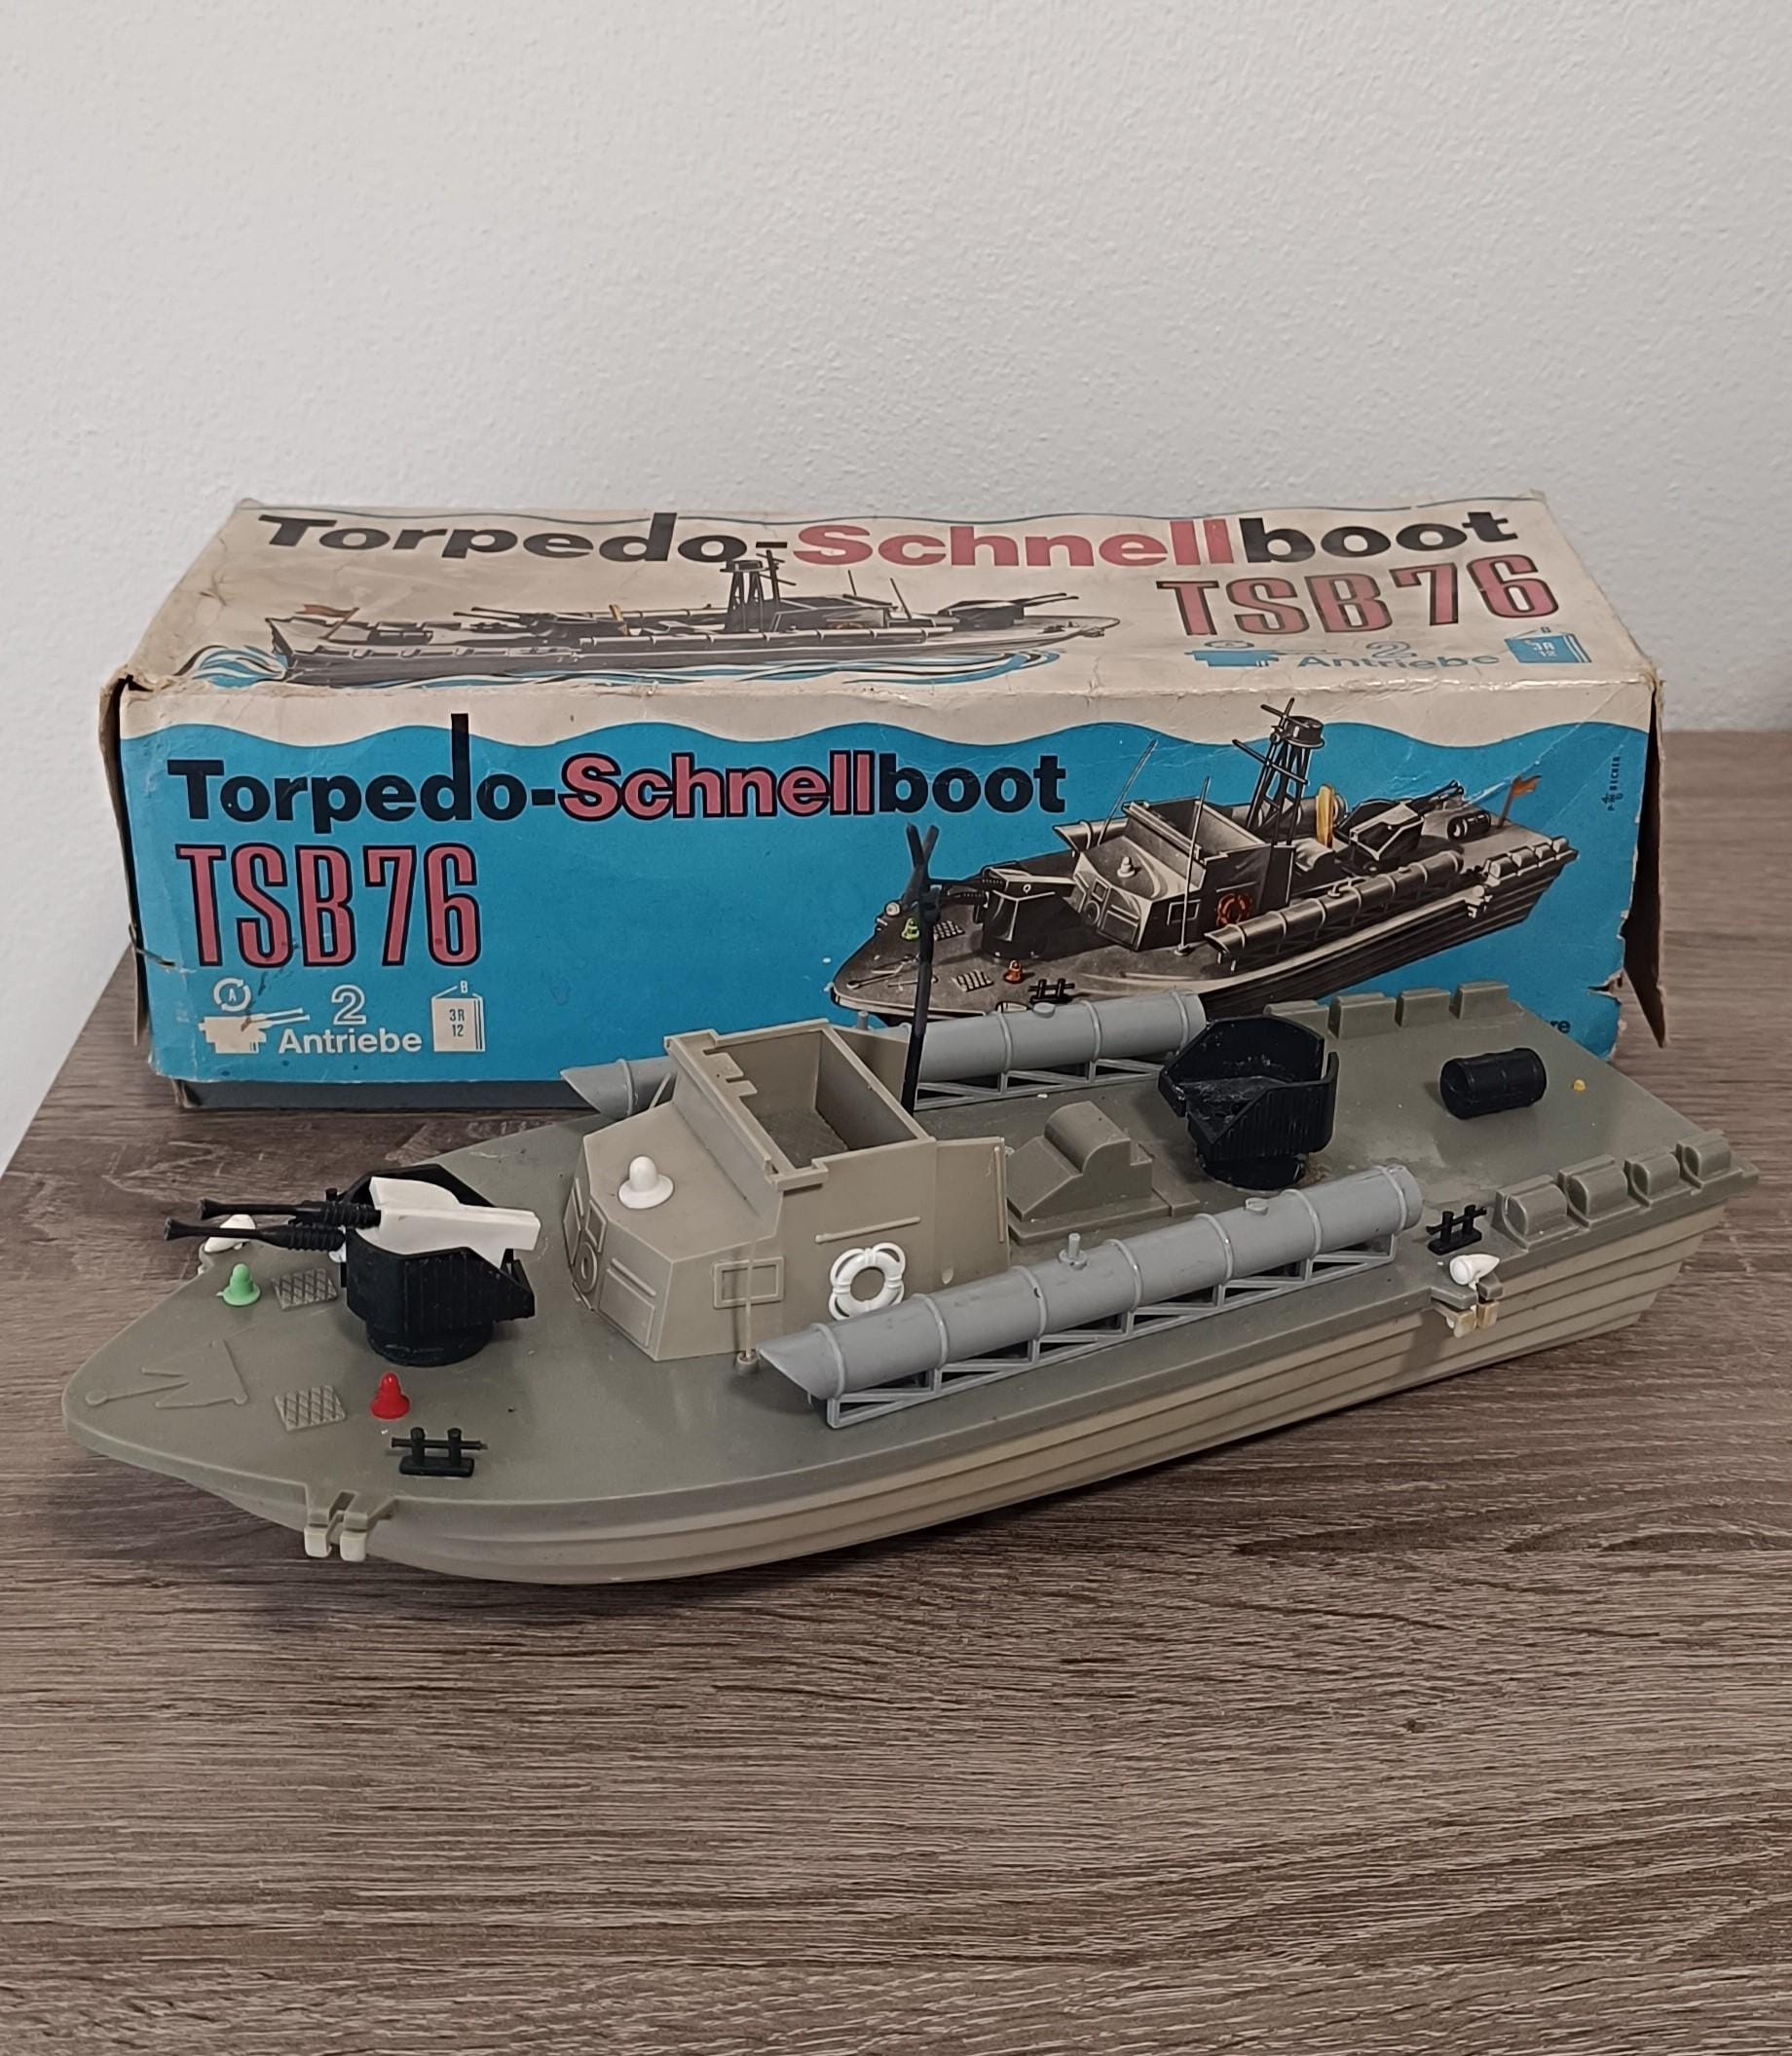 Torpedo-Schnellboot
TSB76
2
Antriebe
B
3R
12
Torpedo-Schnellboot
TSB76
A
2
Antriebe
B
3R
12